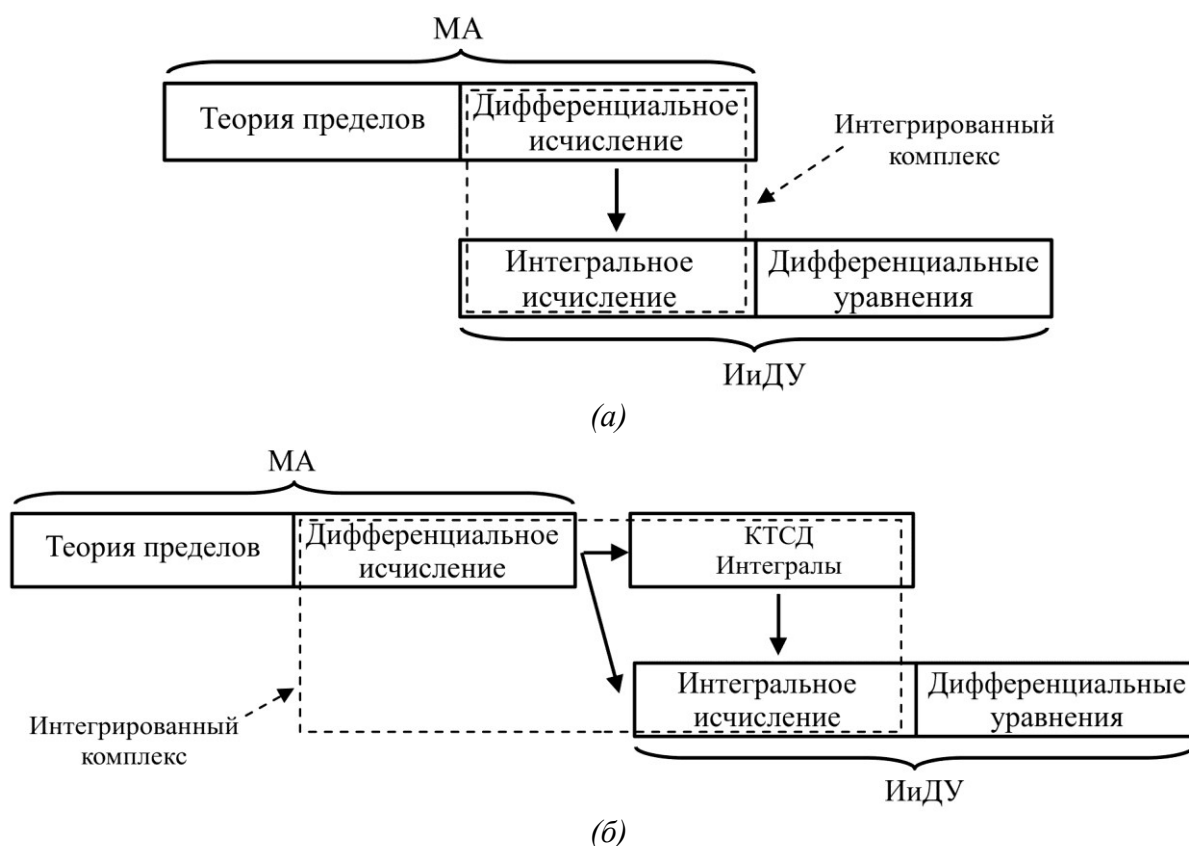 МА
Теория пределов
Дифференциальное
исчисление
Интегрированный
комплекс
Интегральное
исчисление
Дифференциальные
уравнения
ИиДУ
(а)
МА
Теория пределов
Дифференциальное
исчисление
КТСД
Интегралы
Интегральное
исчисление
Дифференциальные
уравнения
Интегрированный
комплекс
ИиДУ
(б)